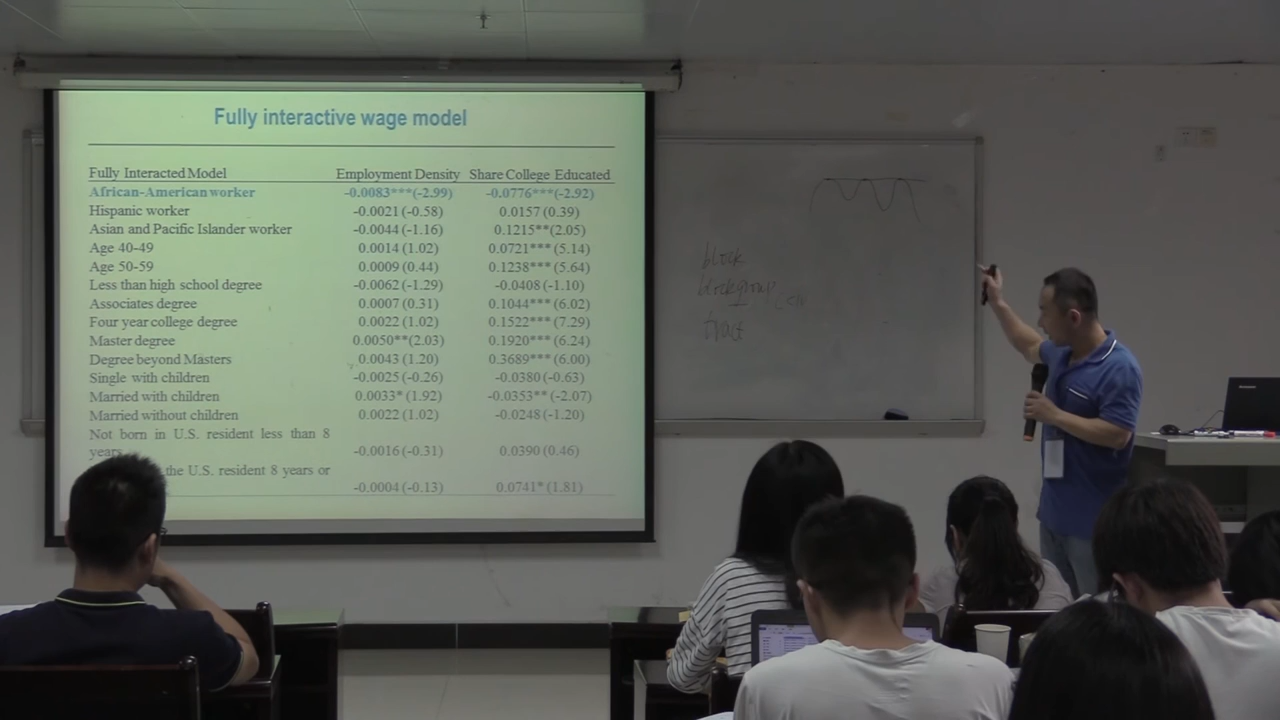 Fully interactive wage model
Fully Interacted Model Employment Density Share College Educated
African-American worker -0.0083***(-2.99) -0.0776***(-2.92)
Hispanic worker -0.0021 (-0.58) 0.0157 (0.39)
Asian and Pacific Islander worker -0.0044 (-1.16) 0.1215** (2.05)
Age 40-49 0.0014 (1.02) 0.0721*** (5.14)
Age 50-59 0.0009 (0.44) 0.1238*** (5.64)
Less than high school degree -0.0062 (-1.29) -0.0408 (-1.10)
Associates degree 0.0007 (0.31) 0.1044*** (6.02)
Four year college degree 0.0022 (1.02) 0.1522*** (7.29)
Master degree 0.0050** (2.03) 0.1920*** (6.24)
Degree beyond Masters 0.0043 (1.20) 0.3689*** (6.00)
Single with children -0.0025 (-0.26) -0.0380 (-0.63)
Married with children 0.0033* (1.92) -0.0353** (-2.07)
Married without children 0.0022 (1.02) -0.0248 (-1.20)
Not born in U.S. resident less than 8
years -0.0016 (-0.31) 0.0390 (0.46)
the U.S. resident 8 years or
-0.0004 (-0.13) 0.0741* (1.81)
block
blockgroup
tract